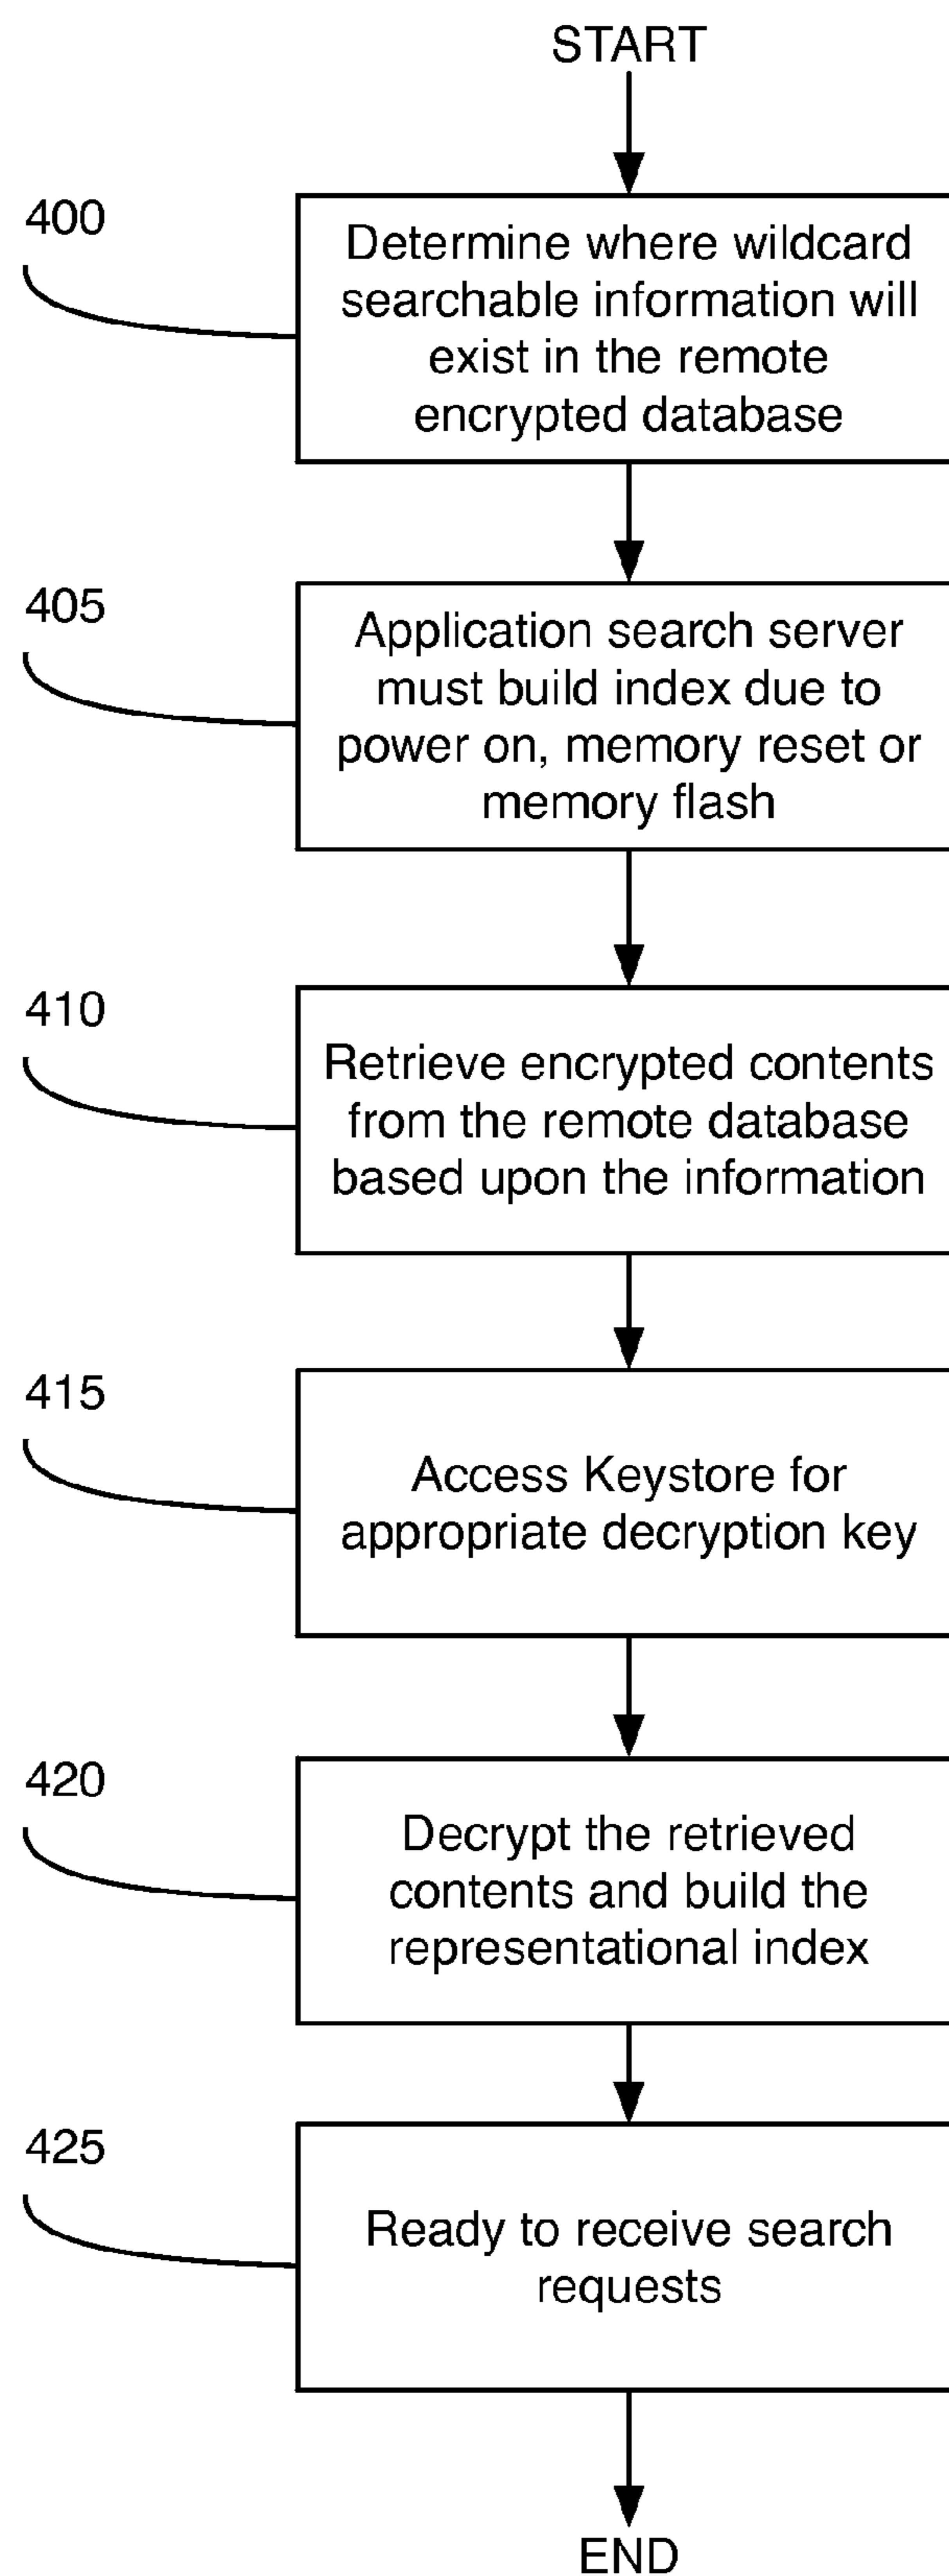 START
400
Determine where wildcard
searchable information will
exist in the remote
encrypted database
405
Application search server
must build index due to
power on, memory reset or
memory flash
410
Retrieve encrypted contents
from the remote database
based upon the information
415
Access Keystore for
appropriate decryption key
420
Decrypt the retrieved
contents and build the
representational index
425
Ready to receive search
requests
END